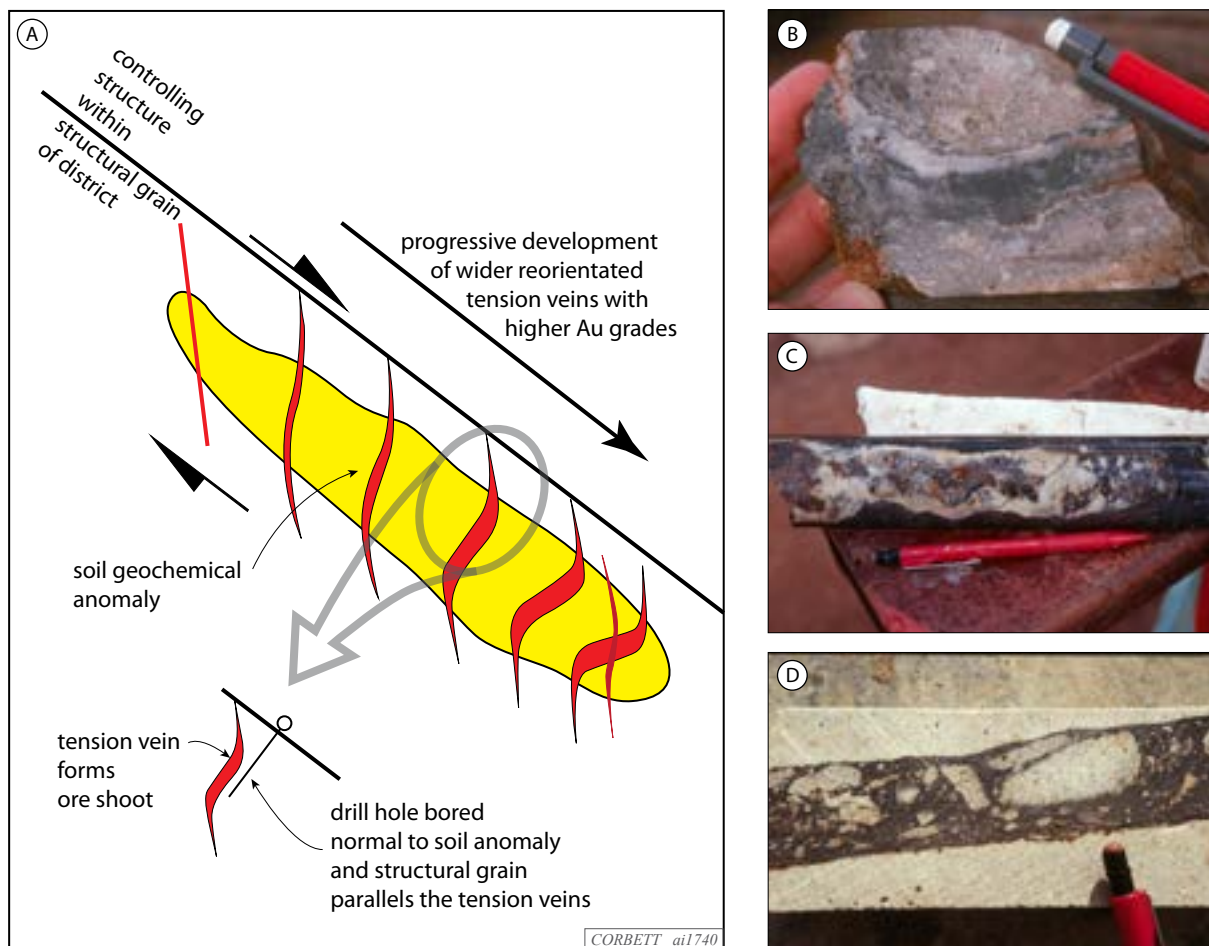 A
controlling
structure
within
structural grain
of district
progressive development
of wider reorientated
tension veins with
higher Au grades
soil geochemical
anomaly
tension vein
forms
ore shoot
drill hole bored
normal to soil anomaly
and structural grain
parallels the tension veins
CORBETT ai1740
B
C
D